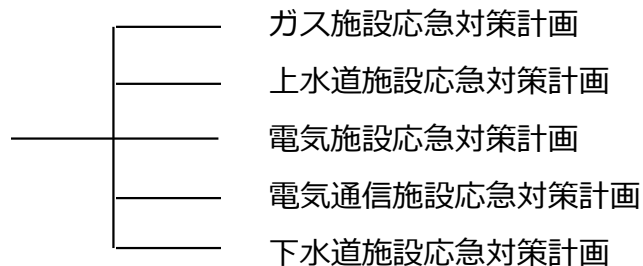 ガス施設応急対策計画
上水道施設応急対策計画
電気施設応急対策計画
電気通信施設応急対策計画
下水道施設応急対策計画